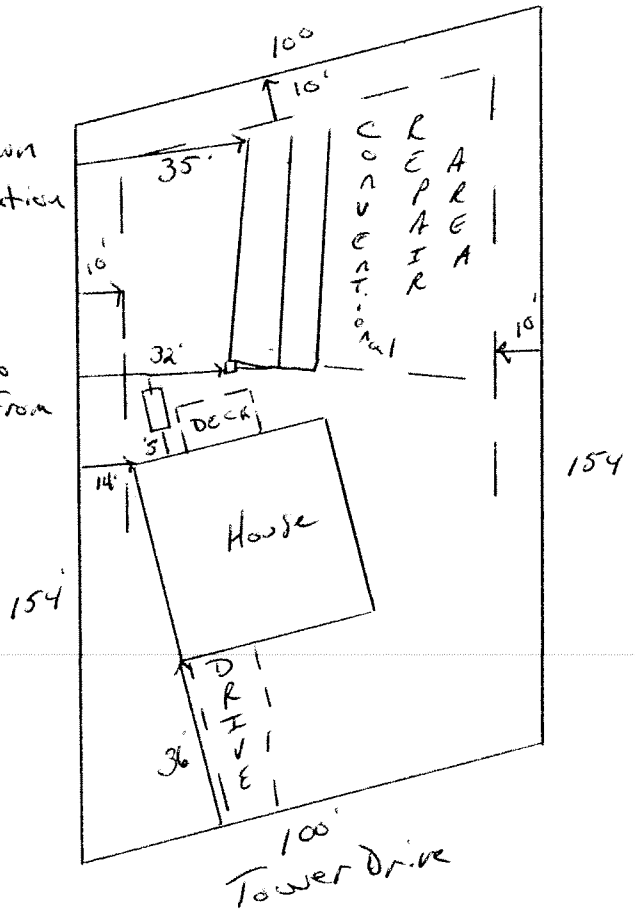 100
10'
35'
10'
CONVENTIONAL
REPAIR
AREA
32'
10'
From
DECK
5'
14'
154
House
154'
DRIVE
36'
100'
Tower Drive